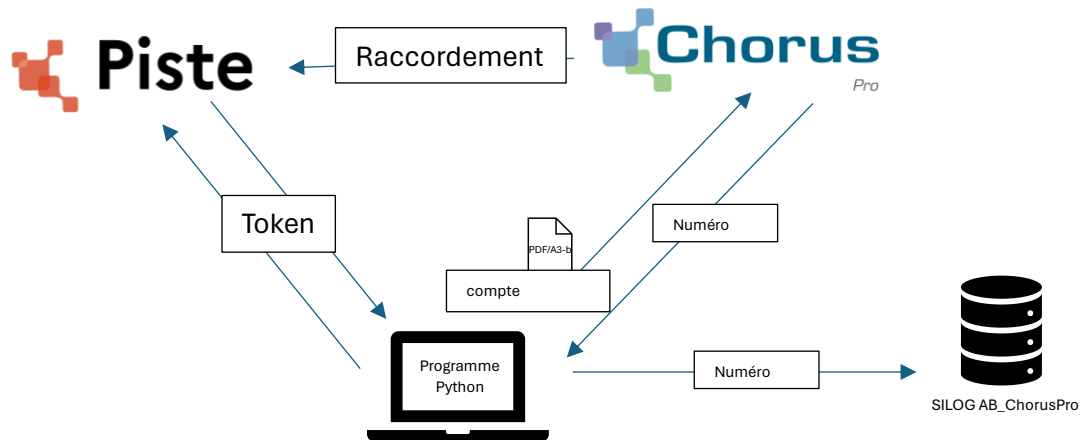 Piste
Raccordement
Chorus
Pro
Token
PDF/A3-b
Numéro
compte
Programme
Python
Numéro
SILOG AB_ChorusPro